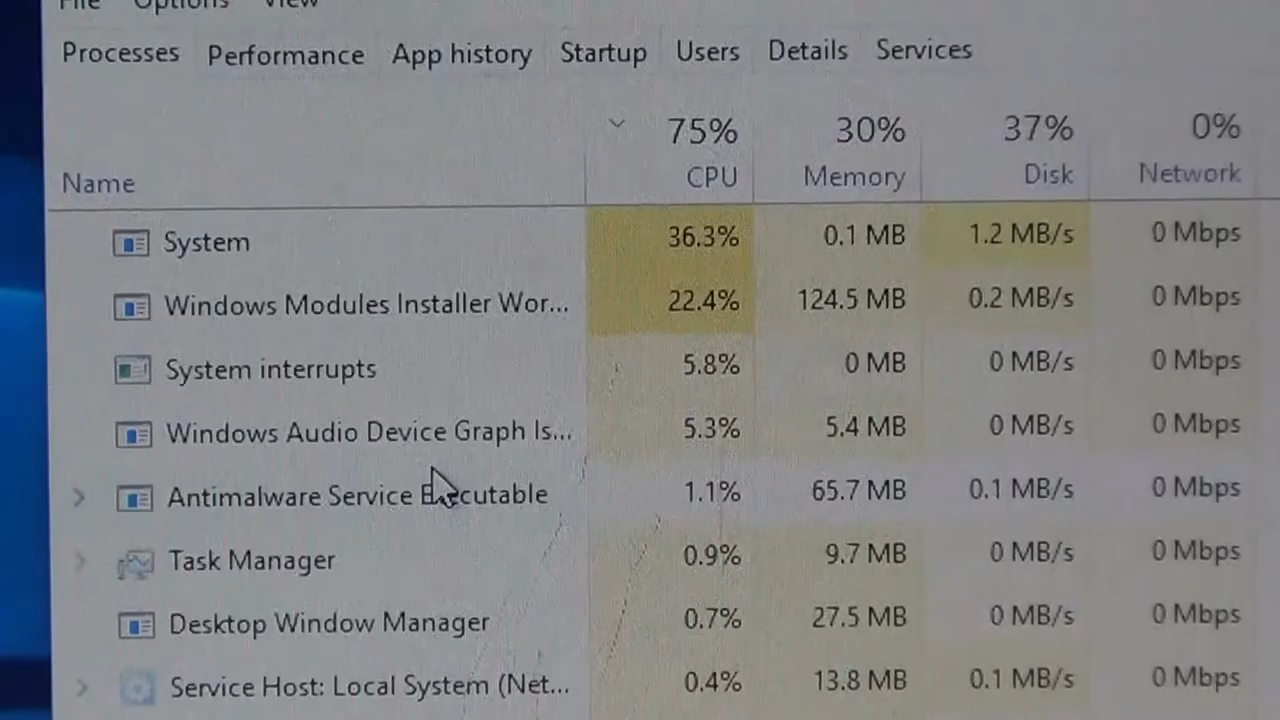 File Options View
Processes Performance App history Startup Users Details Services
75% 30% 37% 0%
Name CPU Memory Disk Network
System 36.3% 0.1 MB 1.2 MB/s 0 Mbps
Windows Modules Installer Wor... 22.4% 124.5 MB 0.2 MB/s 0 Mbps
System interrupts 5.8% 0 MB 0 MB/s 0 Mbps
Windows Audio Device Graph Is... 5.3% 5.4 MB 0 MB/s 0 Mbps
Antimalware Service Executable 1.1% 65.7 MB 0.1 MB/s 0 Mbps
Task Manager 0.9% 9.7 MB 0 MB/s 0 Mbps
Desktop Window Manager 0.7% 27.5 MB 0 MB/s 0 Mbps
Service Host: Local System (Net... 0.4% 13.8 MB 0.1 MB/s 0 Mbps